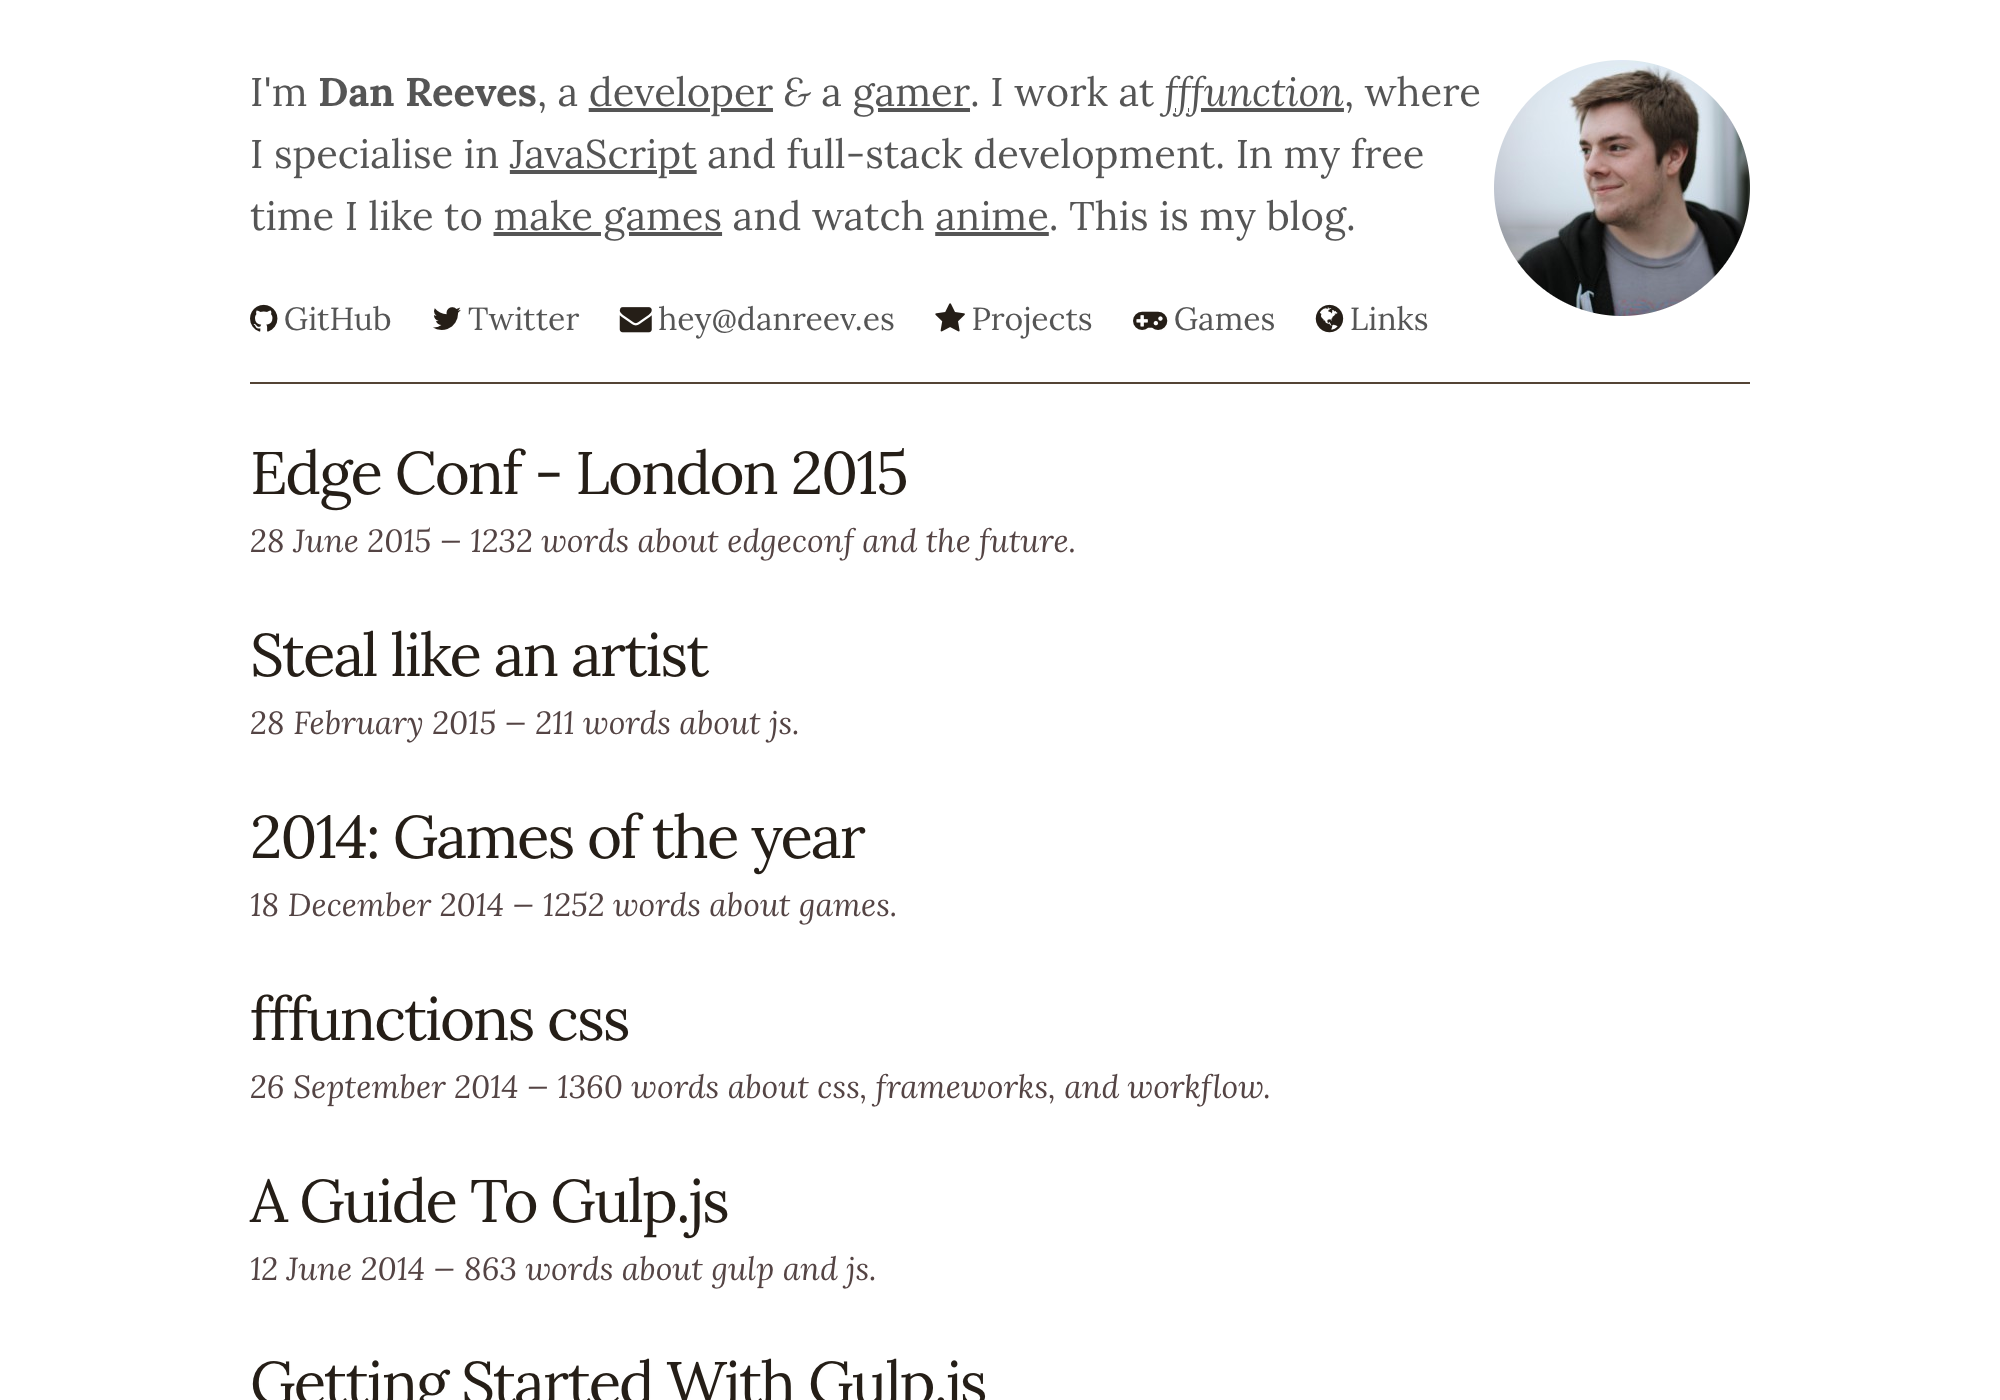 I'm Dan Reeves, a developer & a gamer. I work at fffunction, where
I specialise in JavaScript and full-stack development. In my free
time I like to make games and watch anime. This is my blog.
GitHub Twitter hey@danreev.es Projects Games Links
Edge Conf - London 2015
28 June 2015 — 1232 words about edgeconf and the future.
Steal like an artist
28 February 2015 — 211 words about js.
2014: Games of the year
18 December 2014 — 1252 words about games.
fffunctions css
26 September 2014 — 1360 words about css, frameworks, and workflow.
A Guide To Gulp.js
12 June 2014 — 863 words about gulp and js.
Getting Started With Gulp.js